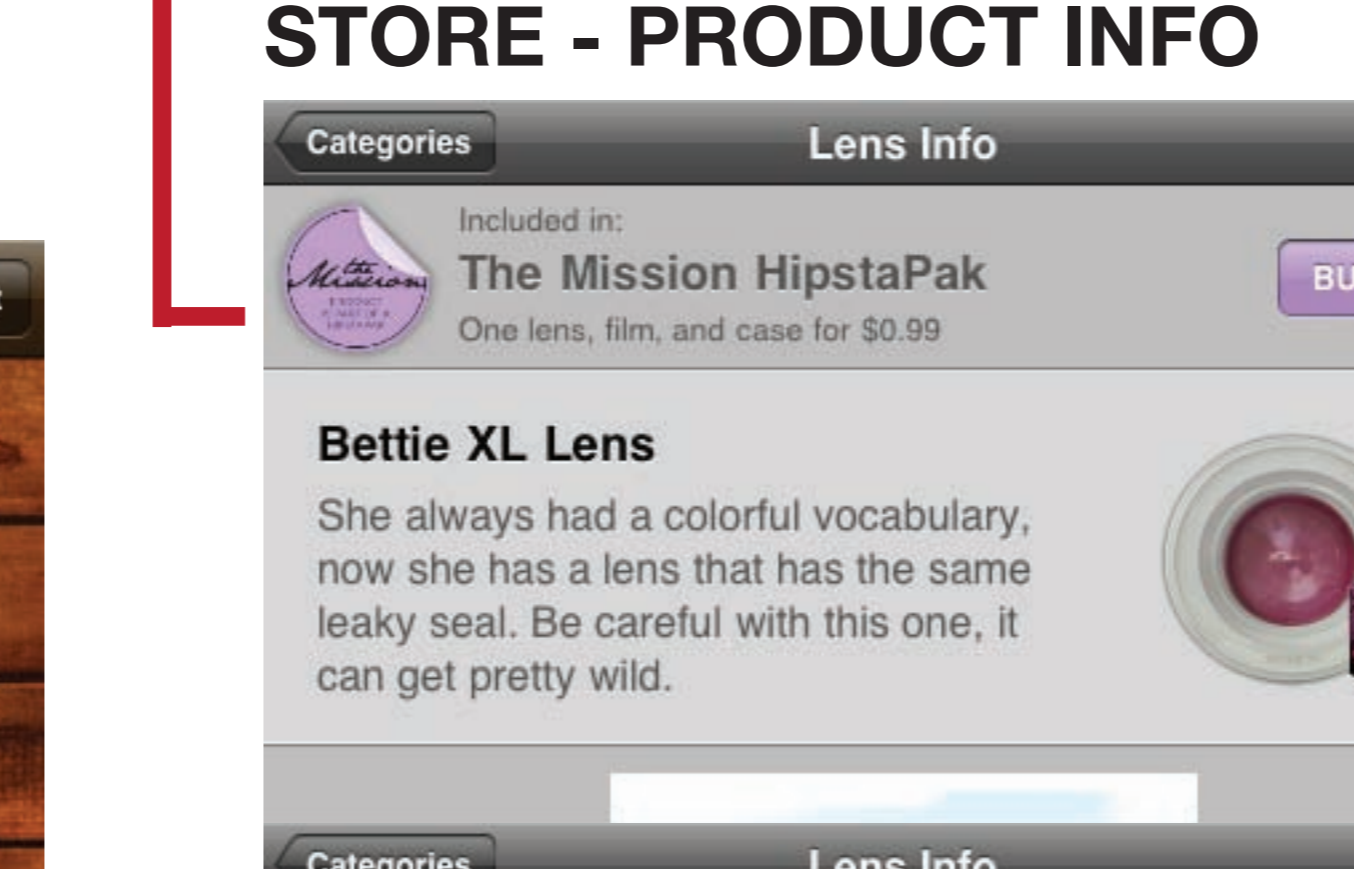 STORE - PRODUCT INFO
Categories
Lens Info
Included in:
the
Mission
The Mission HipstaPak
One lens, film, and case for $0.99
BU
Bettie XL Lens
She always had a colorful vocabulary,
now she has a lens that has the same
leaky seal. Be careful with this one, it
can get pretty wild.
Categories
Lens Info